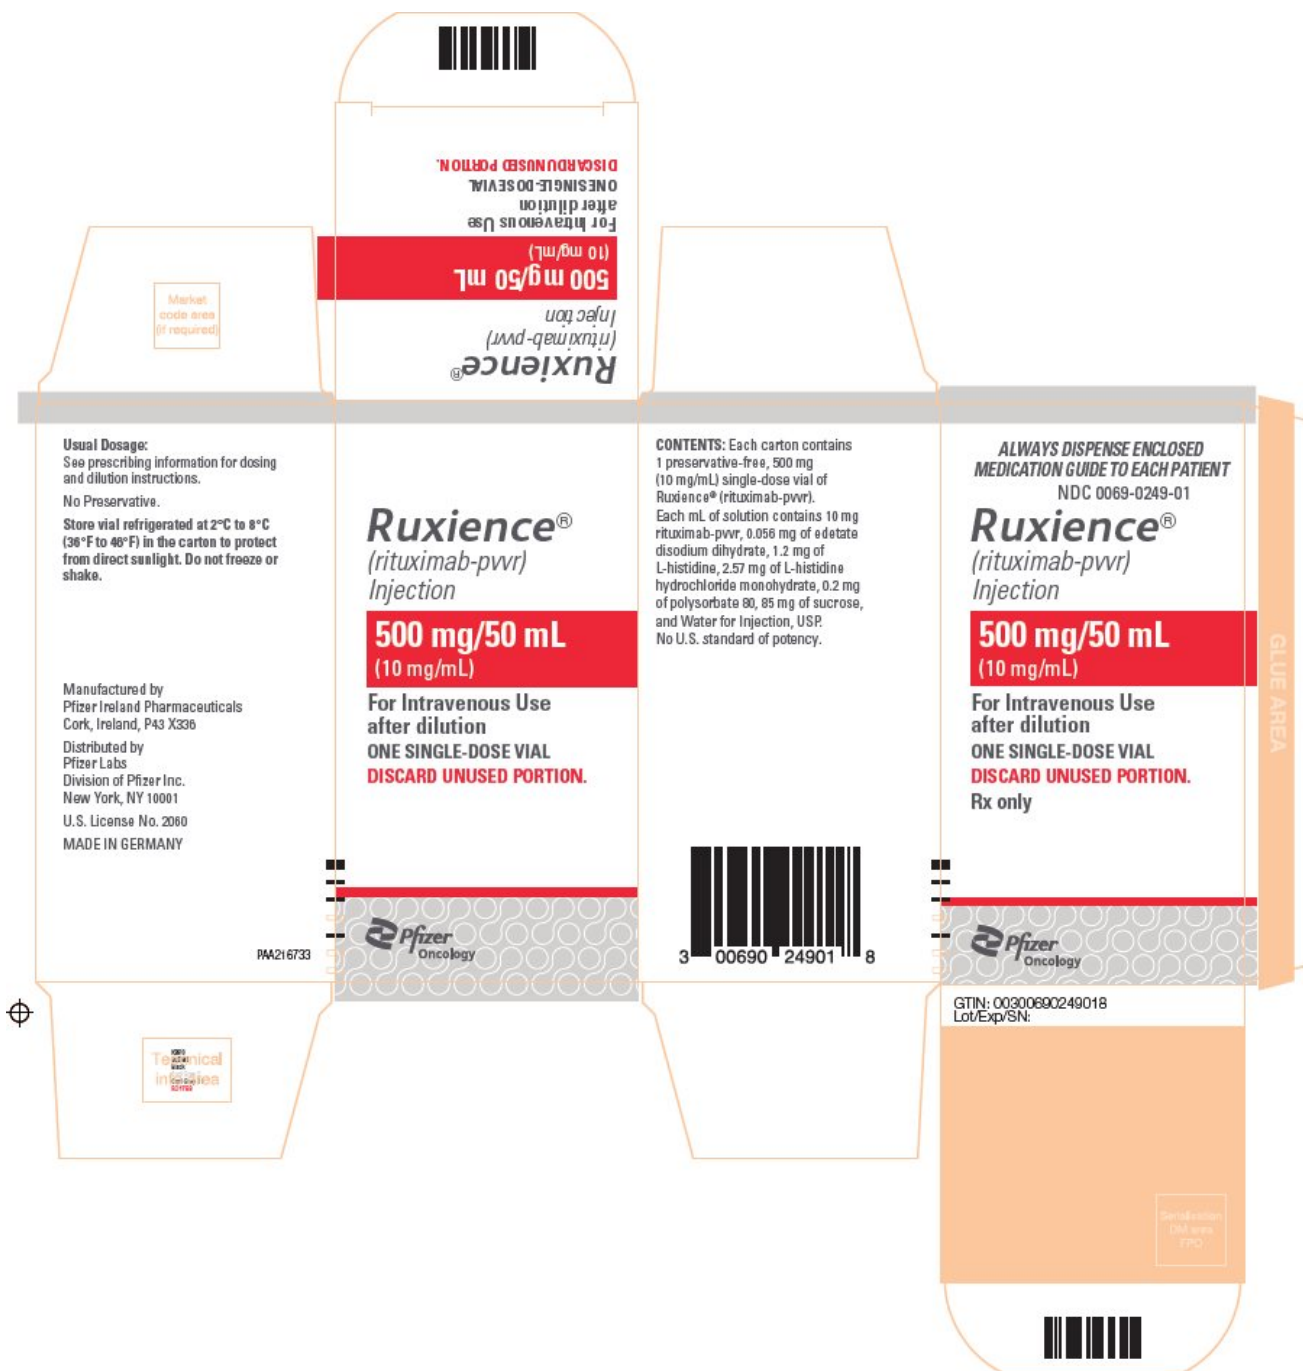 DISCARD UNUSED PORTION.
ONE SINGLE-DOSE VIAL
after dilution
For Intravenous Use
(10 mg/mL)
500 mg/50 mL
Injection
(rituximab-pvvr)
Ruxience®
Market
code area
(if required)
Usual Dosage:
See prescribing information for dosing
and dilution instructions.
No Preservative.
Store vial refrigerated at 2°C to 8°C
(36°F to 46°F) in the carton to protect
from direct sunlight. Do not freeze or
shake.
Manufactured by
Pfizer Ireland Pharmaceuticals
Cork, Ireland, P43 X336
Distributed by
Pfizer Labs
Division of Pfizer Inc.
New York, NY 10001
U.S. License No. 2060
MADE IN GERMANY
PAA216733
Ruxience®
(rituximab-pvvr)
Injection
500 mg/50 mL
(10 mg/mL)
For Intravenous Use
after dilution
ONE SINGLE-DOSE VIAL
DISCARD UNUSED PORTION.
Pfizer
Oncology
CONTENTS: Each carton contains
1 preservative-free, 500 mg
(10 mg/mL) single-dose vial of
Ruxience® (rituximab-pvvr).
Each mL of solution contains 10 mg
rituximab-pvvr, 0.056 mg of edetate
disodium dihydrate, 1.2 mg of
L-histidine, 2.57 mg of L-histidine
hydrochloride monohydrate, 0.2 mg
of polysorbate 80, 85 mg of sucrose,
and Water for Injection, USP.
No U.S. standard of potency.
3 00690 24901 8
ALWAYS DISPENSE ENCLOSED
MEDICATION GUIDE TO EACH PATIENT
NDC 0069-0249-01
Ruxience®
(rituximab-pvvr)
Injection
500 mg/50 mL
(10 mg/mL)
For Intravenous Use
after dilution
ONE SINGLE-DOSE VIAL
DISCARD UNUSED PORTION.
Rx only
Pfizer
Oncology
GLUE AREA
GTIN: 00300690249018
Lot/Exp/SN:
Technical
info area
Serialization
DM area
FPO